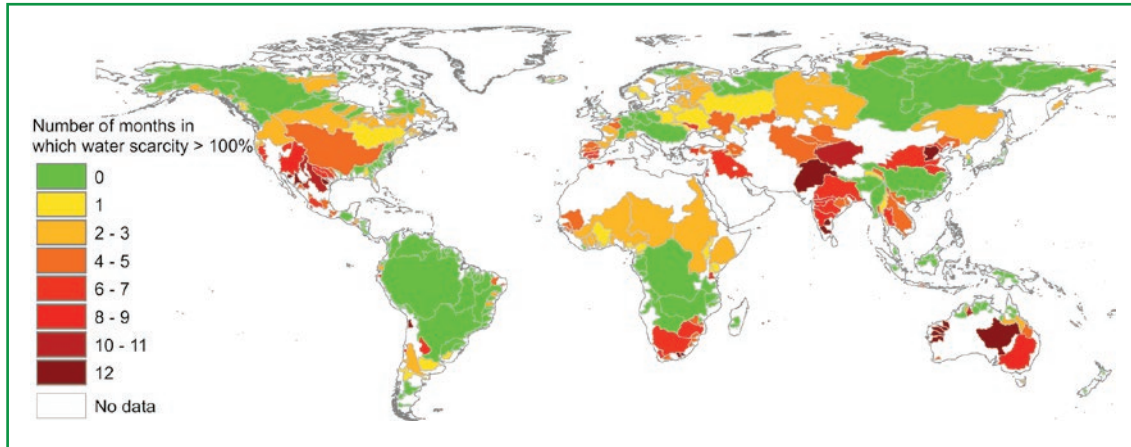 Number of months in
which water scarcity > 100%
0
1
2 - 3
4 - 5
6 - 7
8 - 9
10 - 11
12
No data